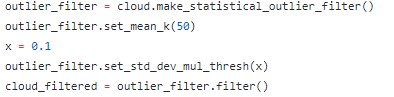 outlier_filter = cloud.make_statistical_outlier_filter()
outlier_filter.set_mean_k(50)
x = 0.1
outlier_filter.set_std_dev_mul_thresh(x)
cloud_filtered = outlier_filter.filter()